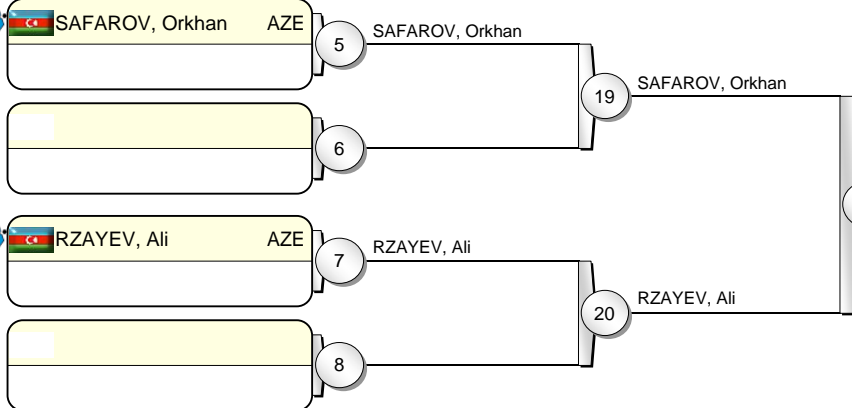 SAFAROV, Orkhan AZE
5
SAFAROV, Orkhan
19
SAFAROV, Orkhan
6
RZAYEV, Ali AZE
7
RZAYEV, Ali
20
RZAYEV, Ali
8